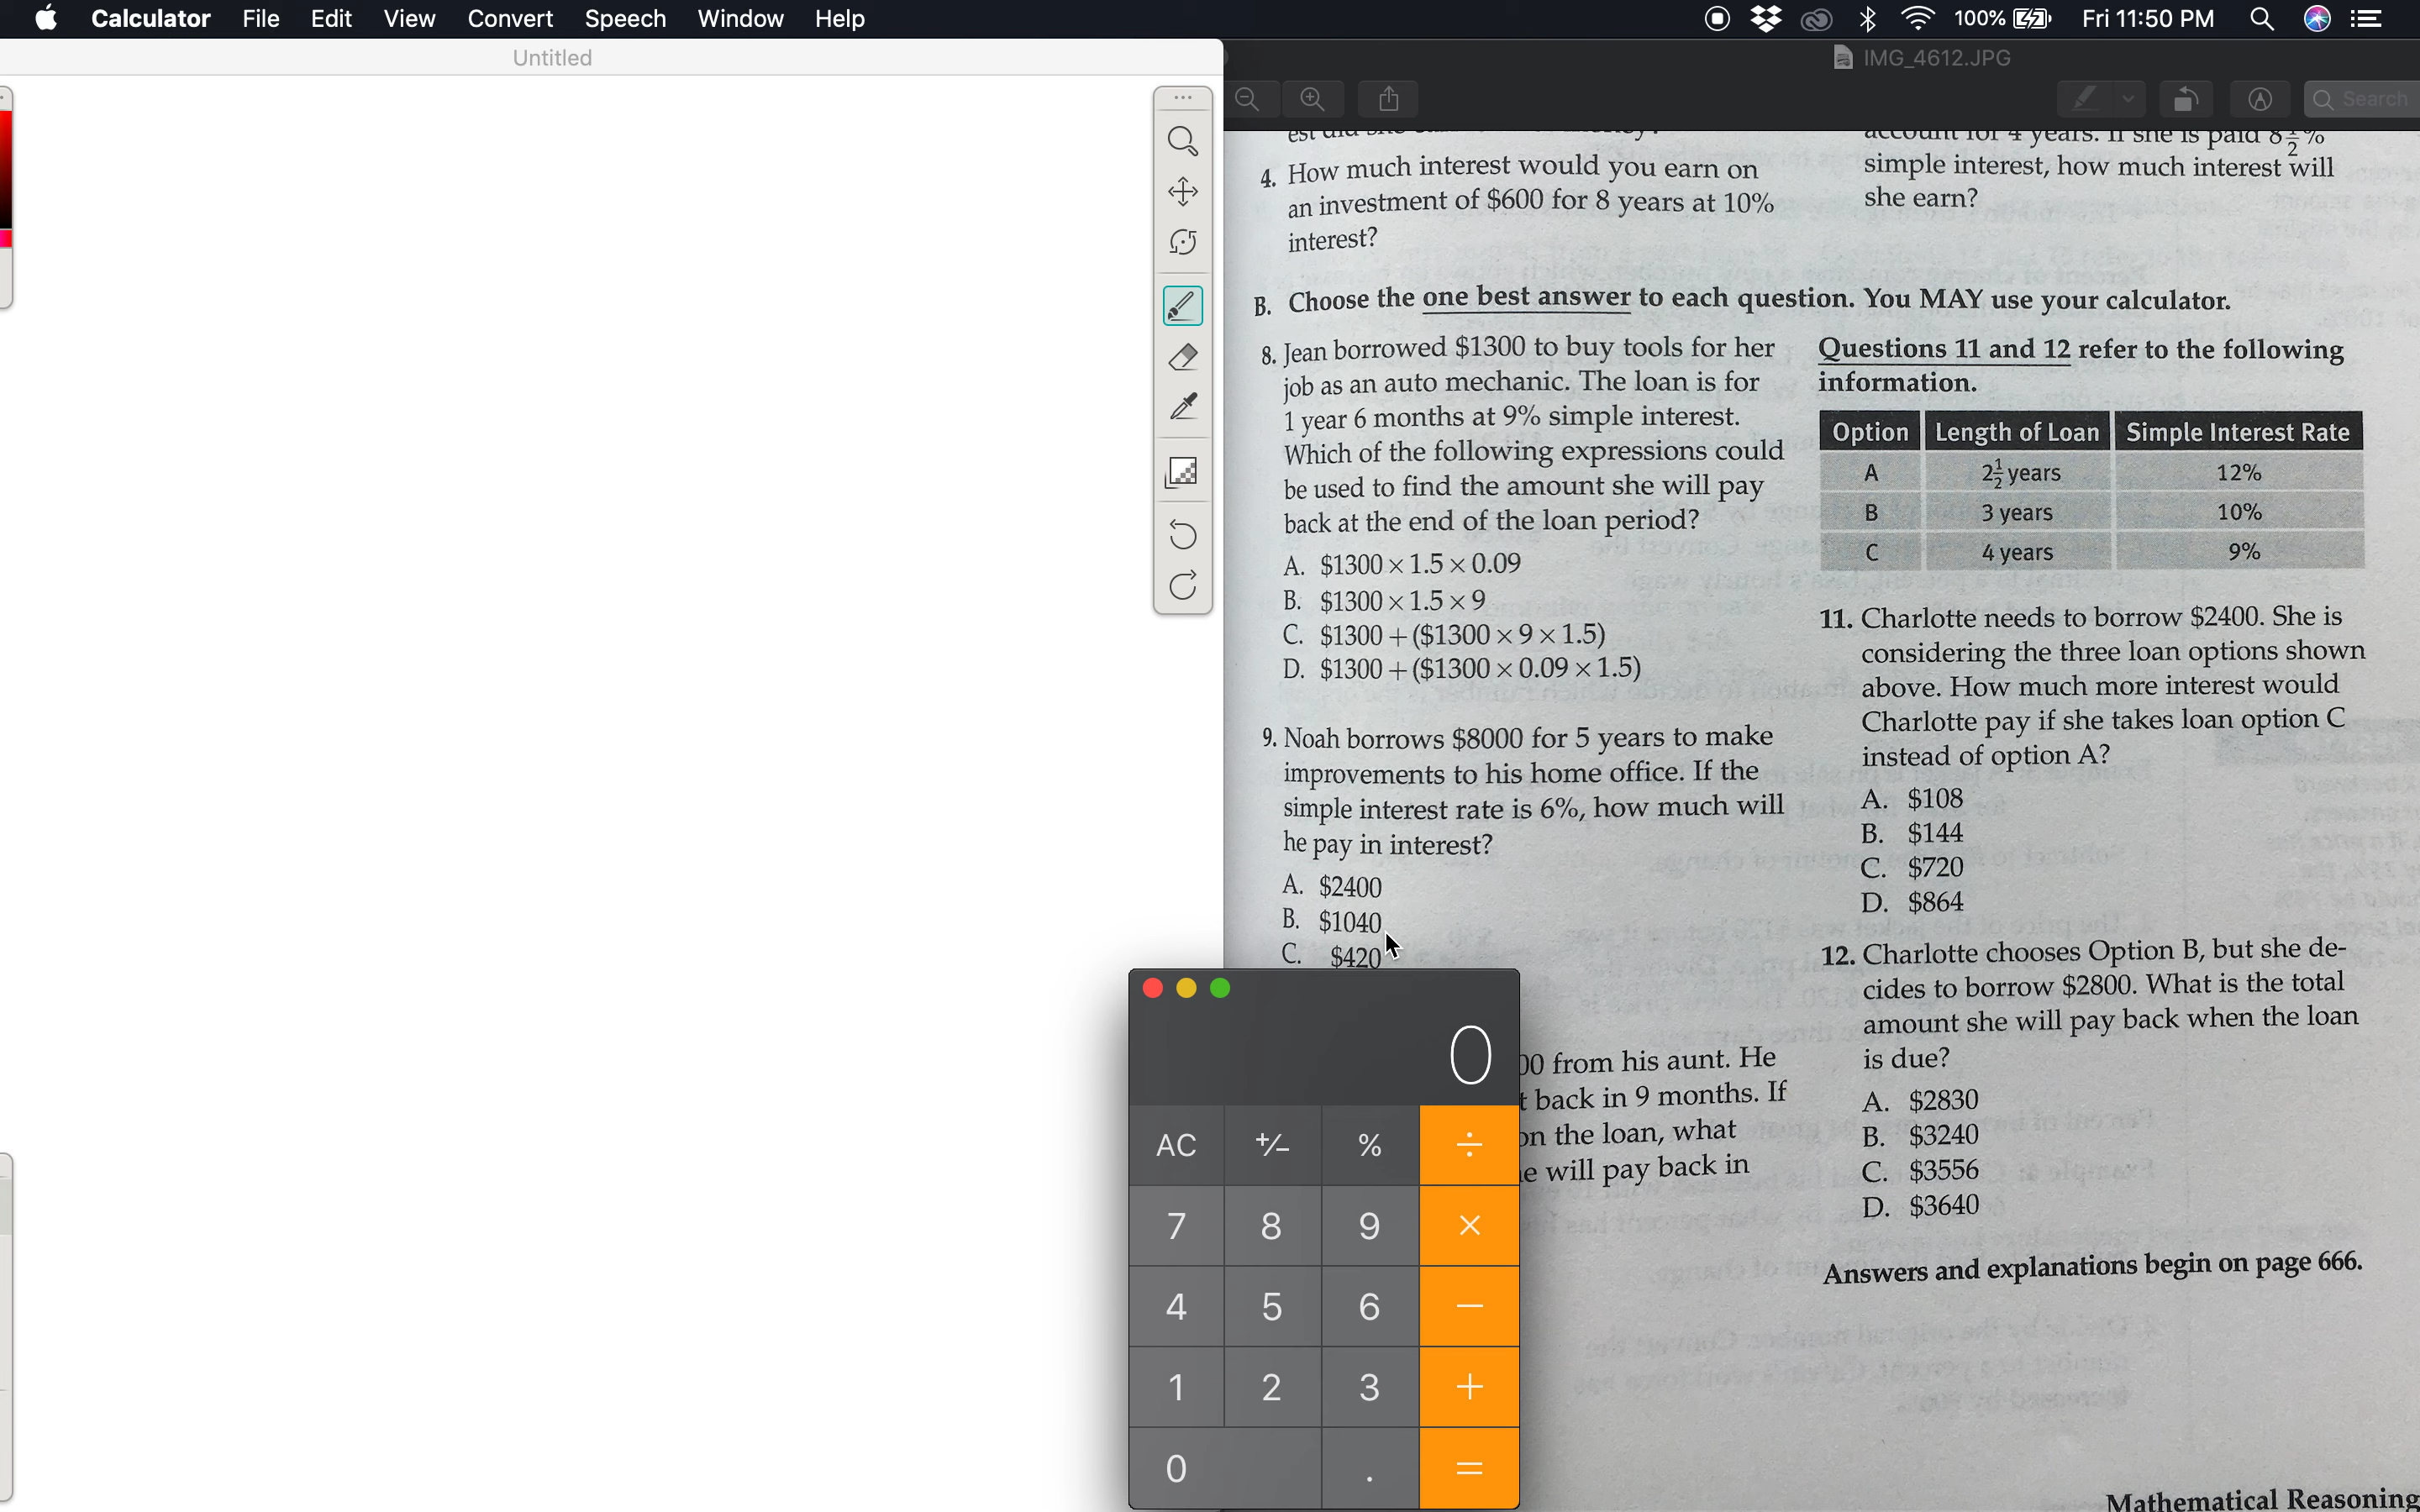 Calculator File Edit View Convert Speech Window Help 100% Fri 11:50 PM
Untitled
IMG_4612.JPG
Search
account for 4 years. If she is paid 8 1/2 %
simple interest, how much interest will
she earn?
4. How much interest would you earn on
an investment of $600 for 8 years at 10%
interest?
B. Choose the one best answer to each question. You MAY use your calculator.
8. Jean borrowed $1300 to buy tools for her
job as an auto mechanic. The loan is for
1 year 6 months at 9% simple interest.
Which of the following expressions could
be used to find the amount she will pay
back at the end of the loan period?
A. $1300 × 1.5 × 0.09
B. $1300 × 1.5 × 9
C. $1300 + ($1300 × 9 × 1.5)
D. $1300 + ($1300 × 0.09 × 1.5)
9. Noah borrows $8000 for 5 years to make
improvements to his home office. If the
simple interest rate is 6%, how much will
he pay in interest?
A. $2400
B. $1040
C. $420
00 from his aunt. He
t back in 9 months. If
on the loan, what
e will pay back in
Questions 11 and 12 refer to the following
information.
Option Length of Loan Simple Interest Rate
A 2 1/2 years 12%
B 3 years 10%
C 4 years 9%
11. Charlotte needs to borrow $2400. She is
considering the three loan options shown
above. How much more interest would
Charlotte pay if she takes loan option C
instead of option A?
A. $108
B. $144
C. $720
D. $864
12. Charlotte chooses Option B, but she de-
cides to borrow $2800. What is the total
amount she will pay back when the loan
is due?
A. $2830
B. $3240
C. $3556
D. $3640
Answers and explanations begin on page 666.
Mathematical Reasoning
0
AC +/− % ÷
7 8 9 ×
4 5 6 −
1 2 3 +
0 . =